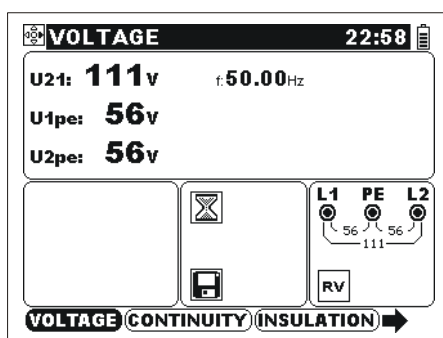 VOLTAGE 22:58
U21: 111V f:50.00Hz
U1pe: 56V
U2pe: 56V
L1 PE L2
56 56
111
RV
VOLTAGE CONTINUITY INSULATION